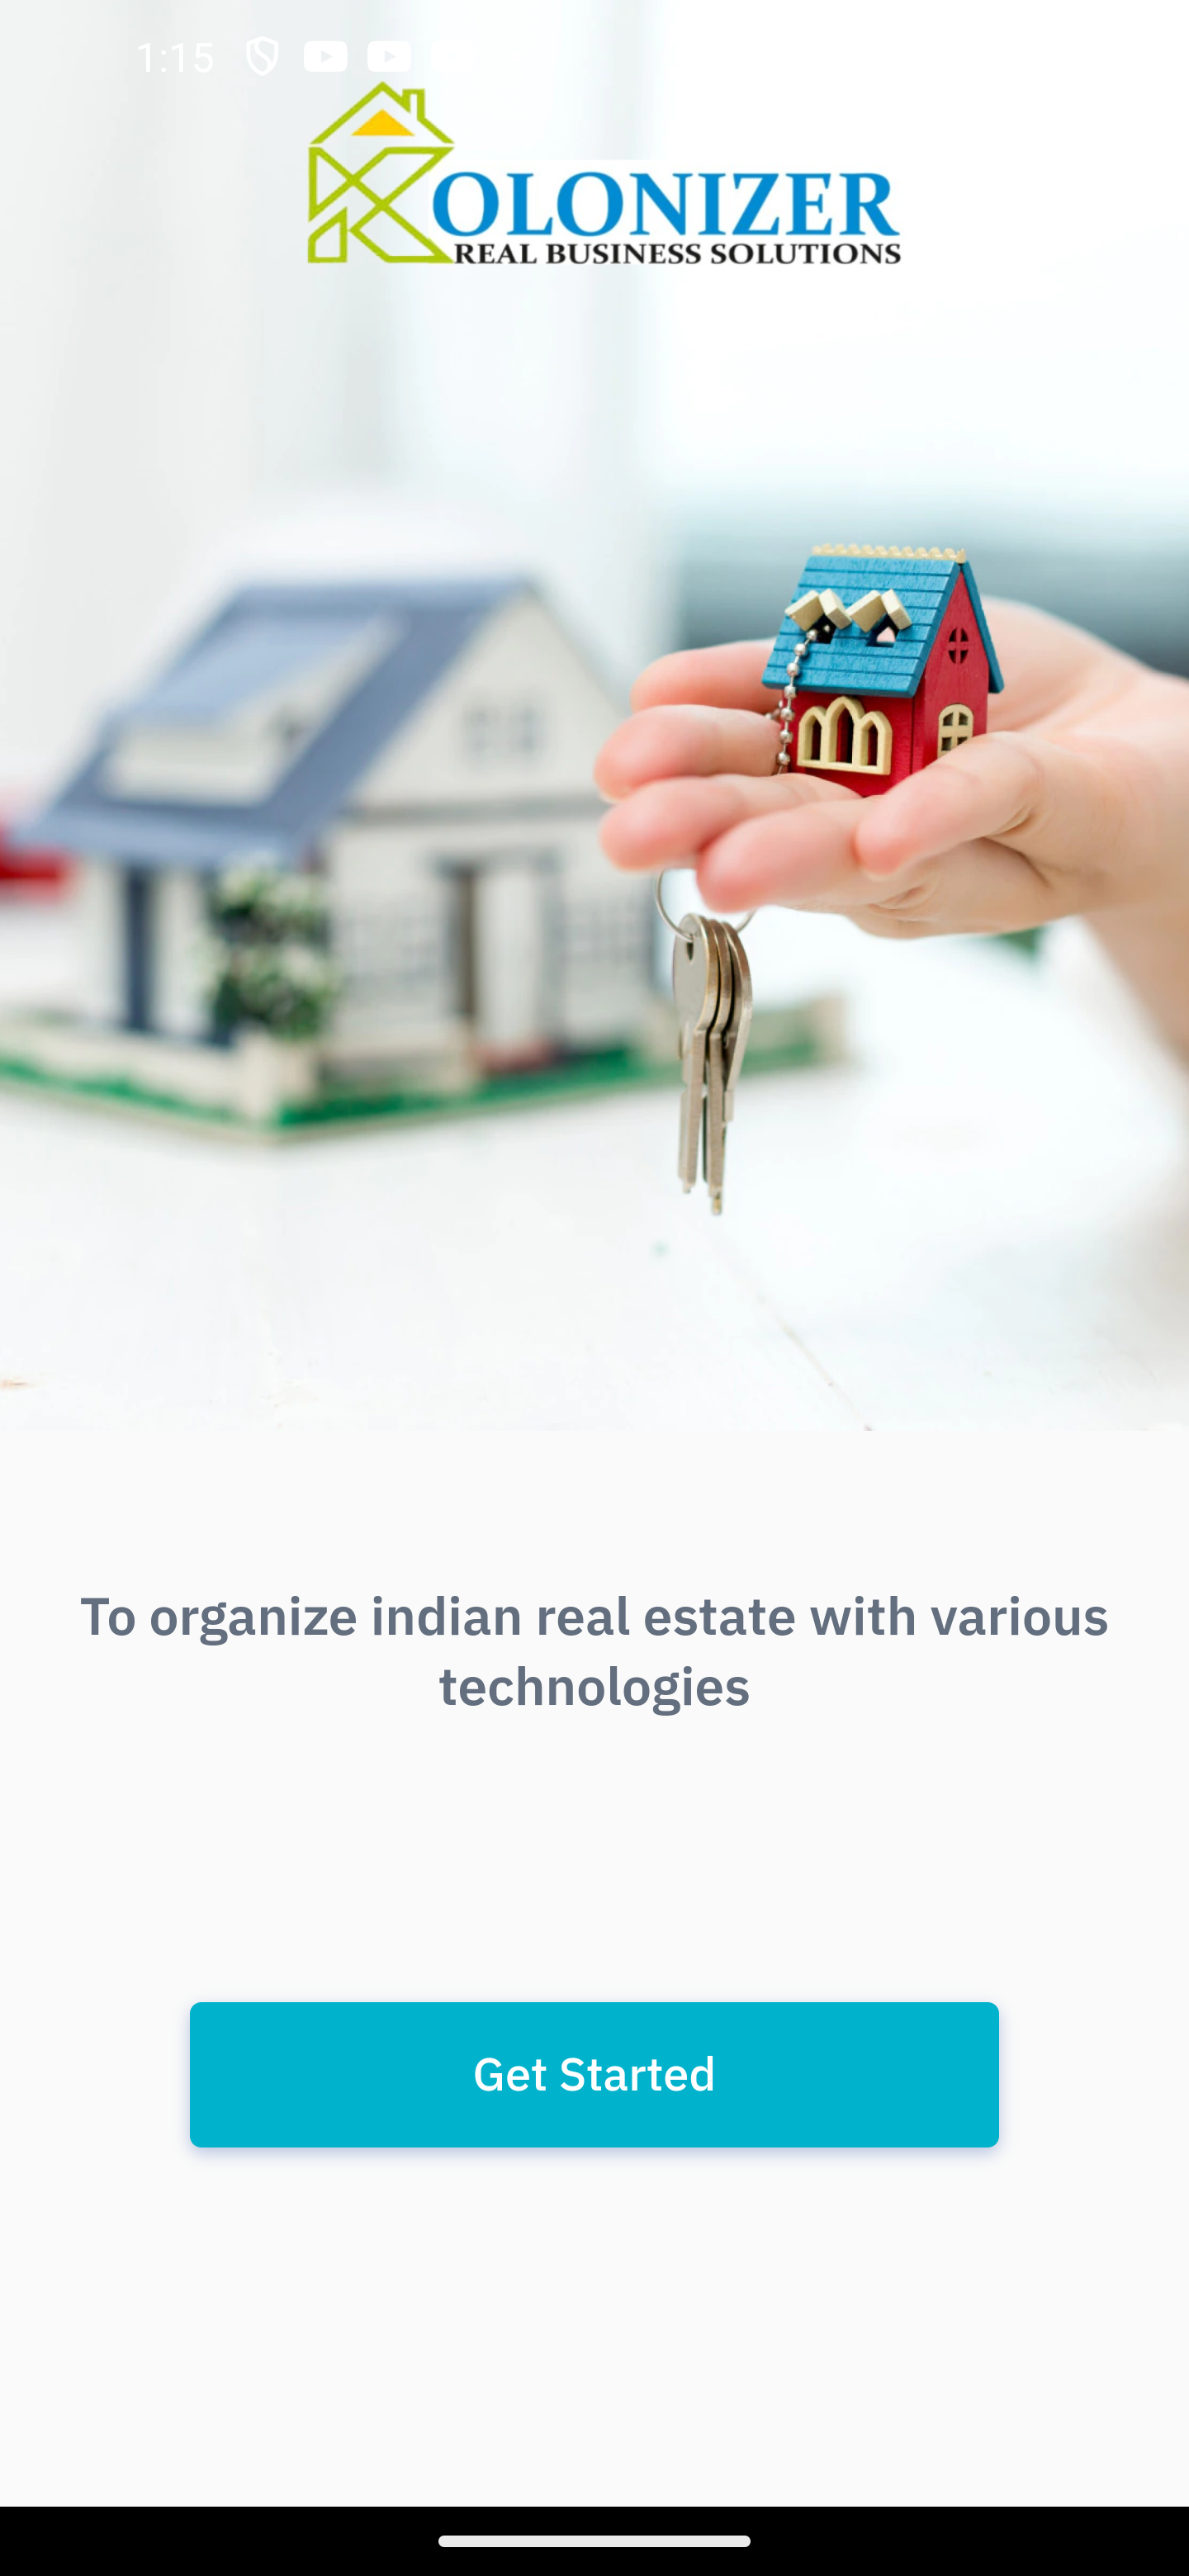 1:15
KOLONIZER
REAL BUSINESS SOLUTIONS
To organize indian real estate with various
technologies
Get Started